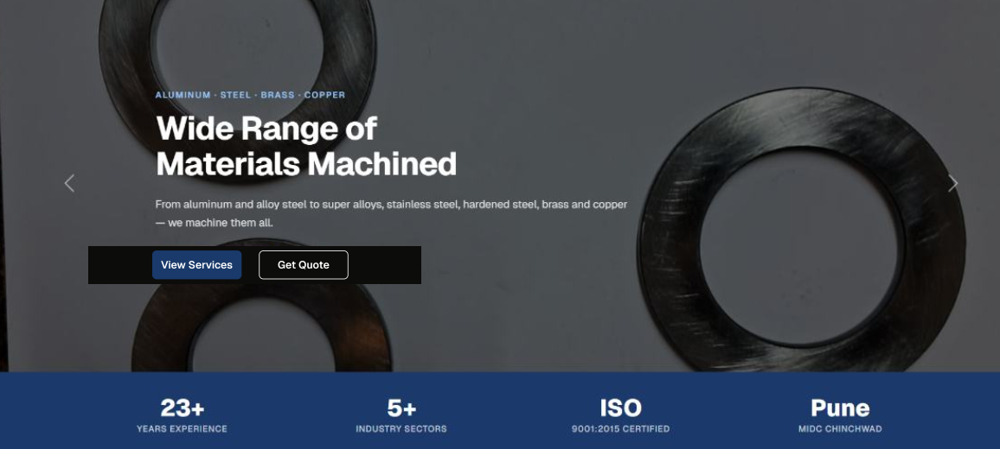 ALUMINUM · STEEL · BRASS · COPPER
Wide Range of
Materials Machined
From aluminum and alloy steel to super alloys, stainless steel, hardened steel, brass and copper
— we machine them all.
View Services
Get Quote
23+
YEARS EXPERIENCE
5+
INDUSTRY SECTORS
ISO
9001:2015 CERTIFIED
Pune
MIDC CHINCHWAD